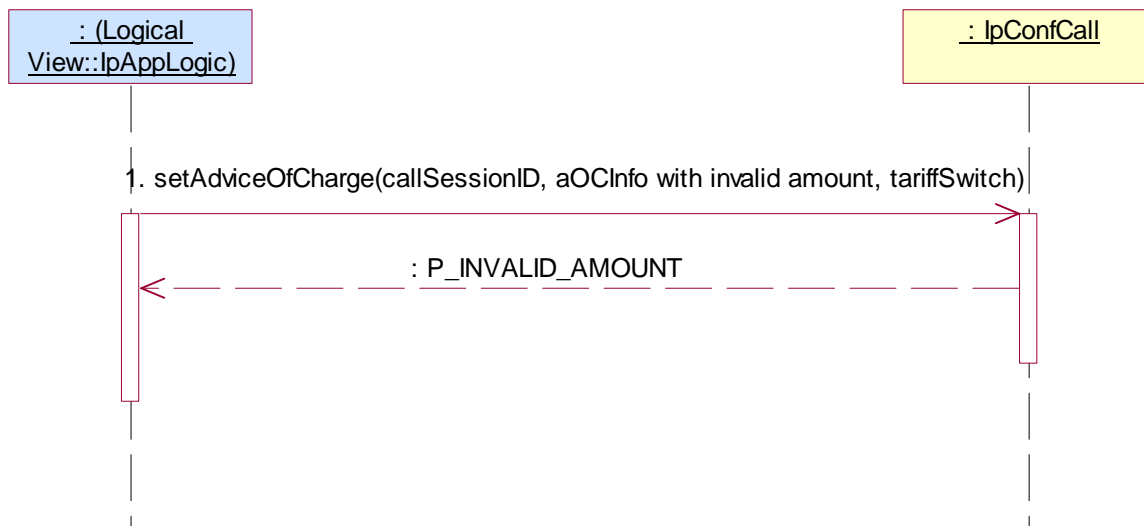 : (Logical
View::IpAppLogic)
: IpConfCall
1. setAdviceOfCharge(callSessionID, aOCInfo with invalid amount, tariffSwitch)
: P_INVALID_AMOUNT